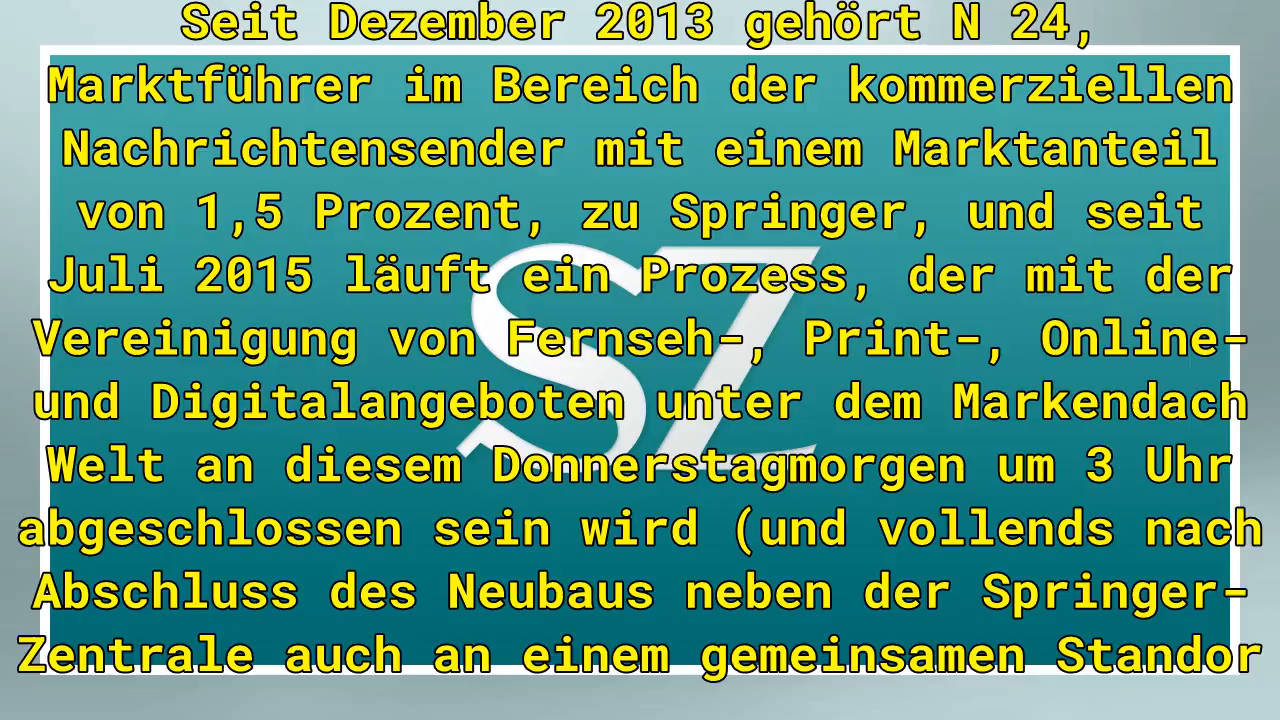 Seit Dezember 2013 gehört N 24,
Marktführer im Bereich der kommerziellen
Nachrichtensender mit einem Marktanteil
von 1,5 Prozent, zu Springer, und seit
Juli 2015 läuft ein Prozess, der mit der
Vereinigung von Fernseh-, Print-, Online-
und Digitalangeboten unter dem Markendach
Welt an diesem Donnerstagmorgen um 3 Uhr
abgeschlossen sein wird (und vollends nach
Abschluss des Neubaus neben der Springer-
Zentrale auch an einem gemeinsamen Standor
SZ